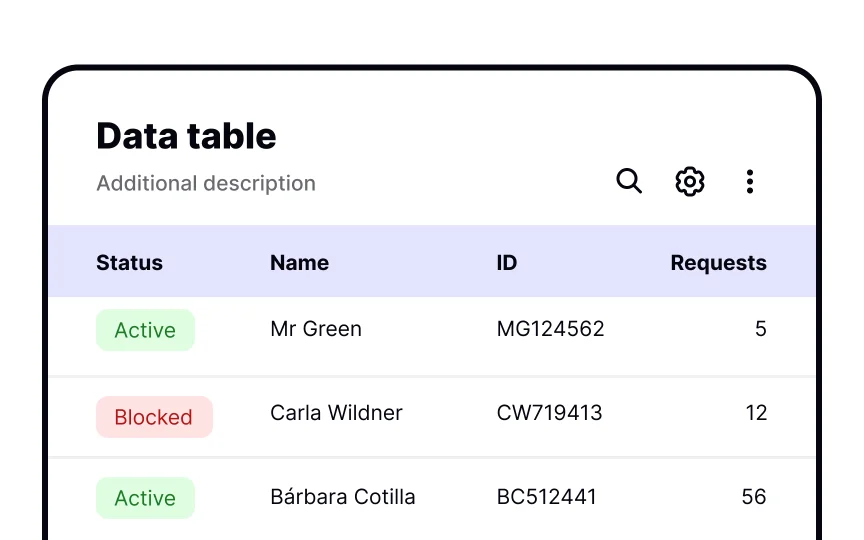 Data table
Additional description
Status Name ID Requests
Active Mr Green MG124562 5
Blocked Carla Wildner CW719413 12
Active Bárbara Cotilla BC512441 56